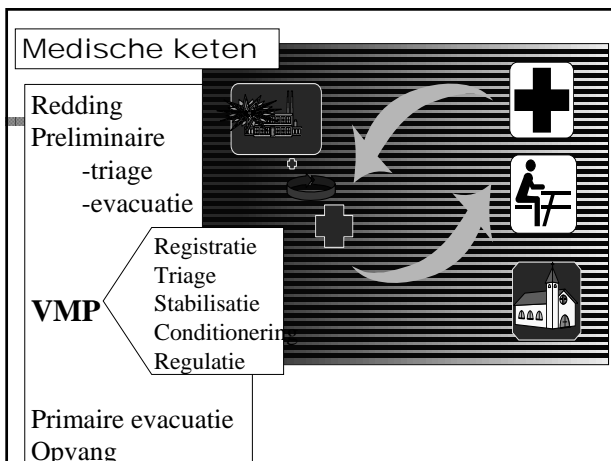 Medische keten
Redding
Preliminaire
-triage
-evacuatie
VMP
Registratie
Triage
Stabilisatie
Conditionering
Regulatie
Primaire evacuatie
Opvang